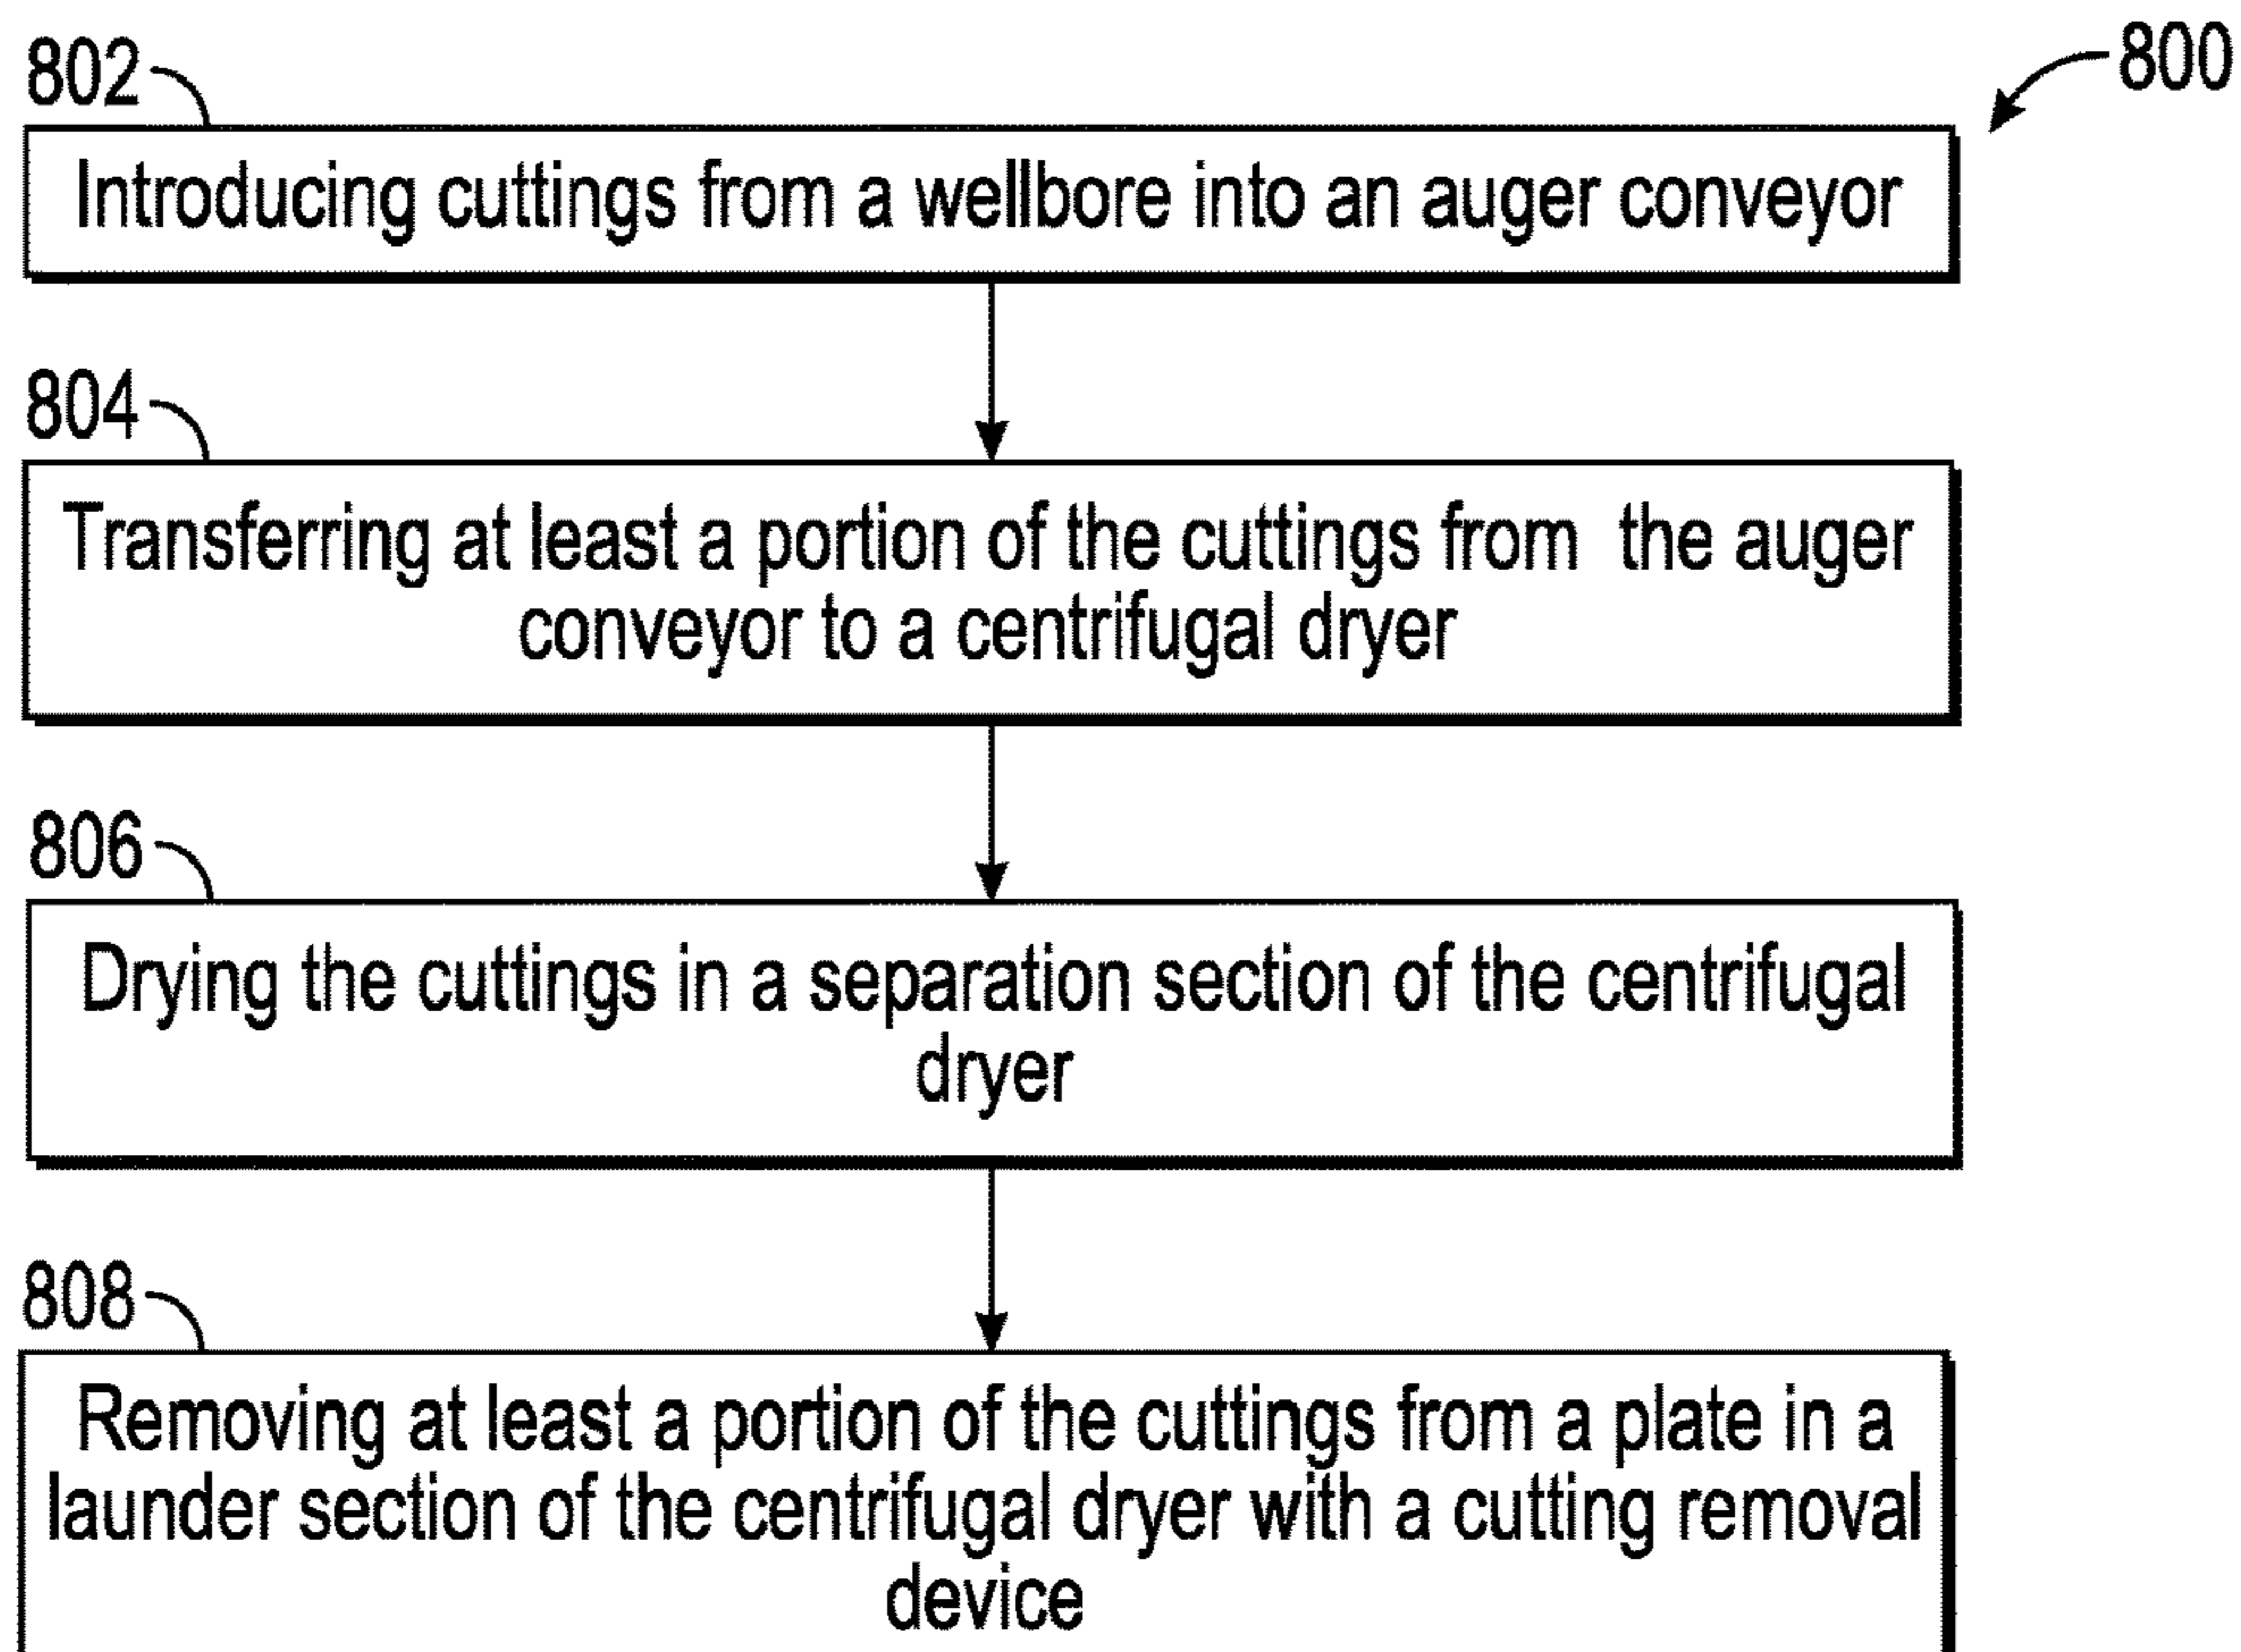 800
802
Introducing cuttings from a wellbore into an auger conveyor
804
Transferring at least a portion of the cuttings from the auger
conveyor to a centrifugal dryer
806
Drying the cuttings in a separation section of the centrifugal
dryer
808
Removing at least a portion of the cuttings from a plate in a
launder section of the centrifugal dryer with a cutting removal
device